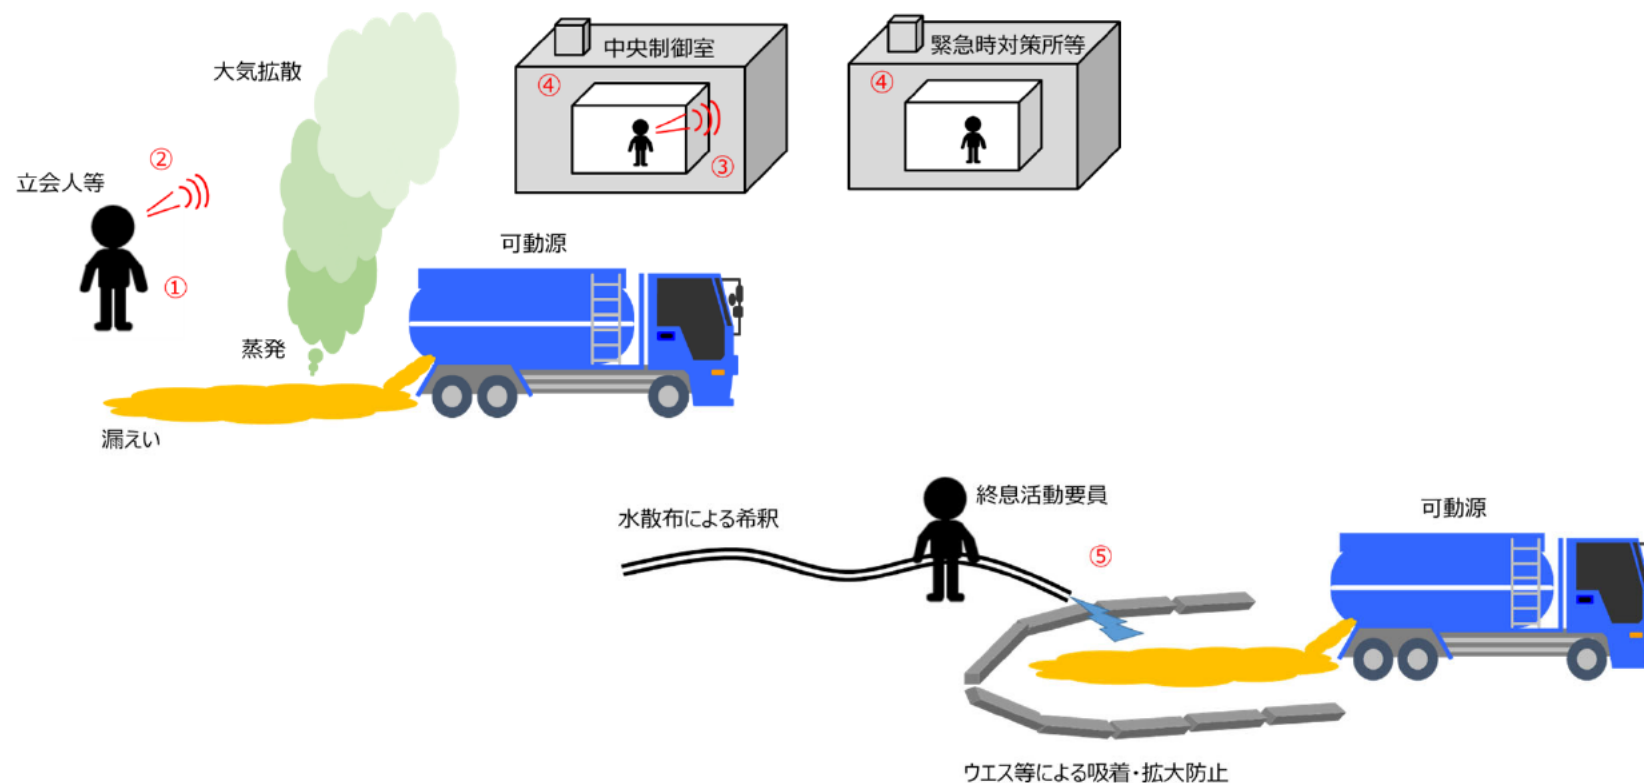 中央制御室
緊急時対策所等
大気拡散
④
④
②
③
立会人等
可動源
①
蒸発
漏えい
終息活動要員
水散布による希釈
可動源
⑤
ウエス等による吸着・拡大防止